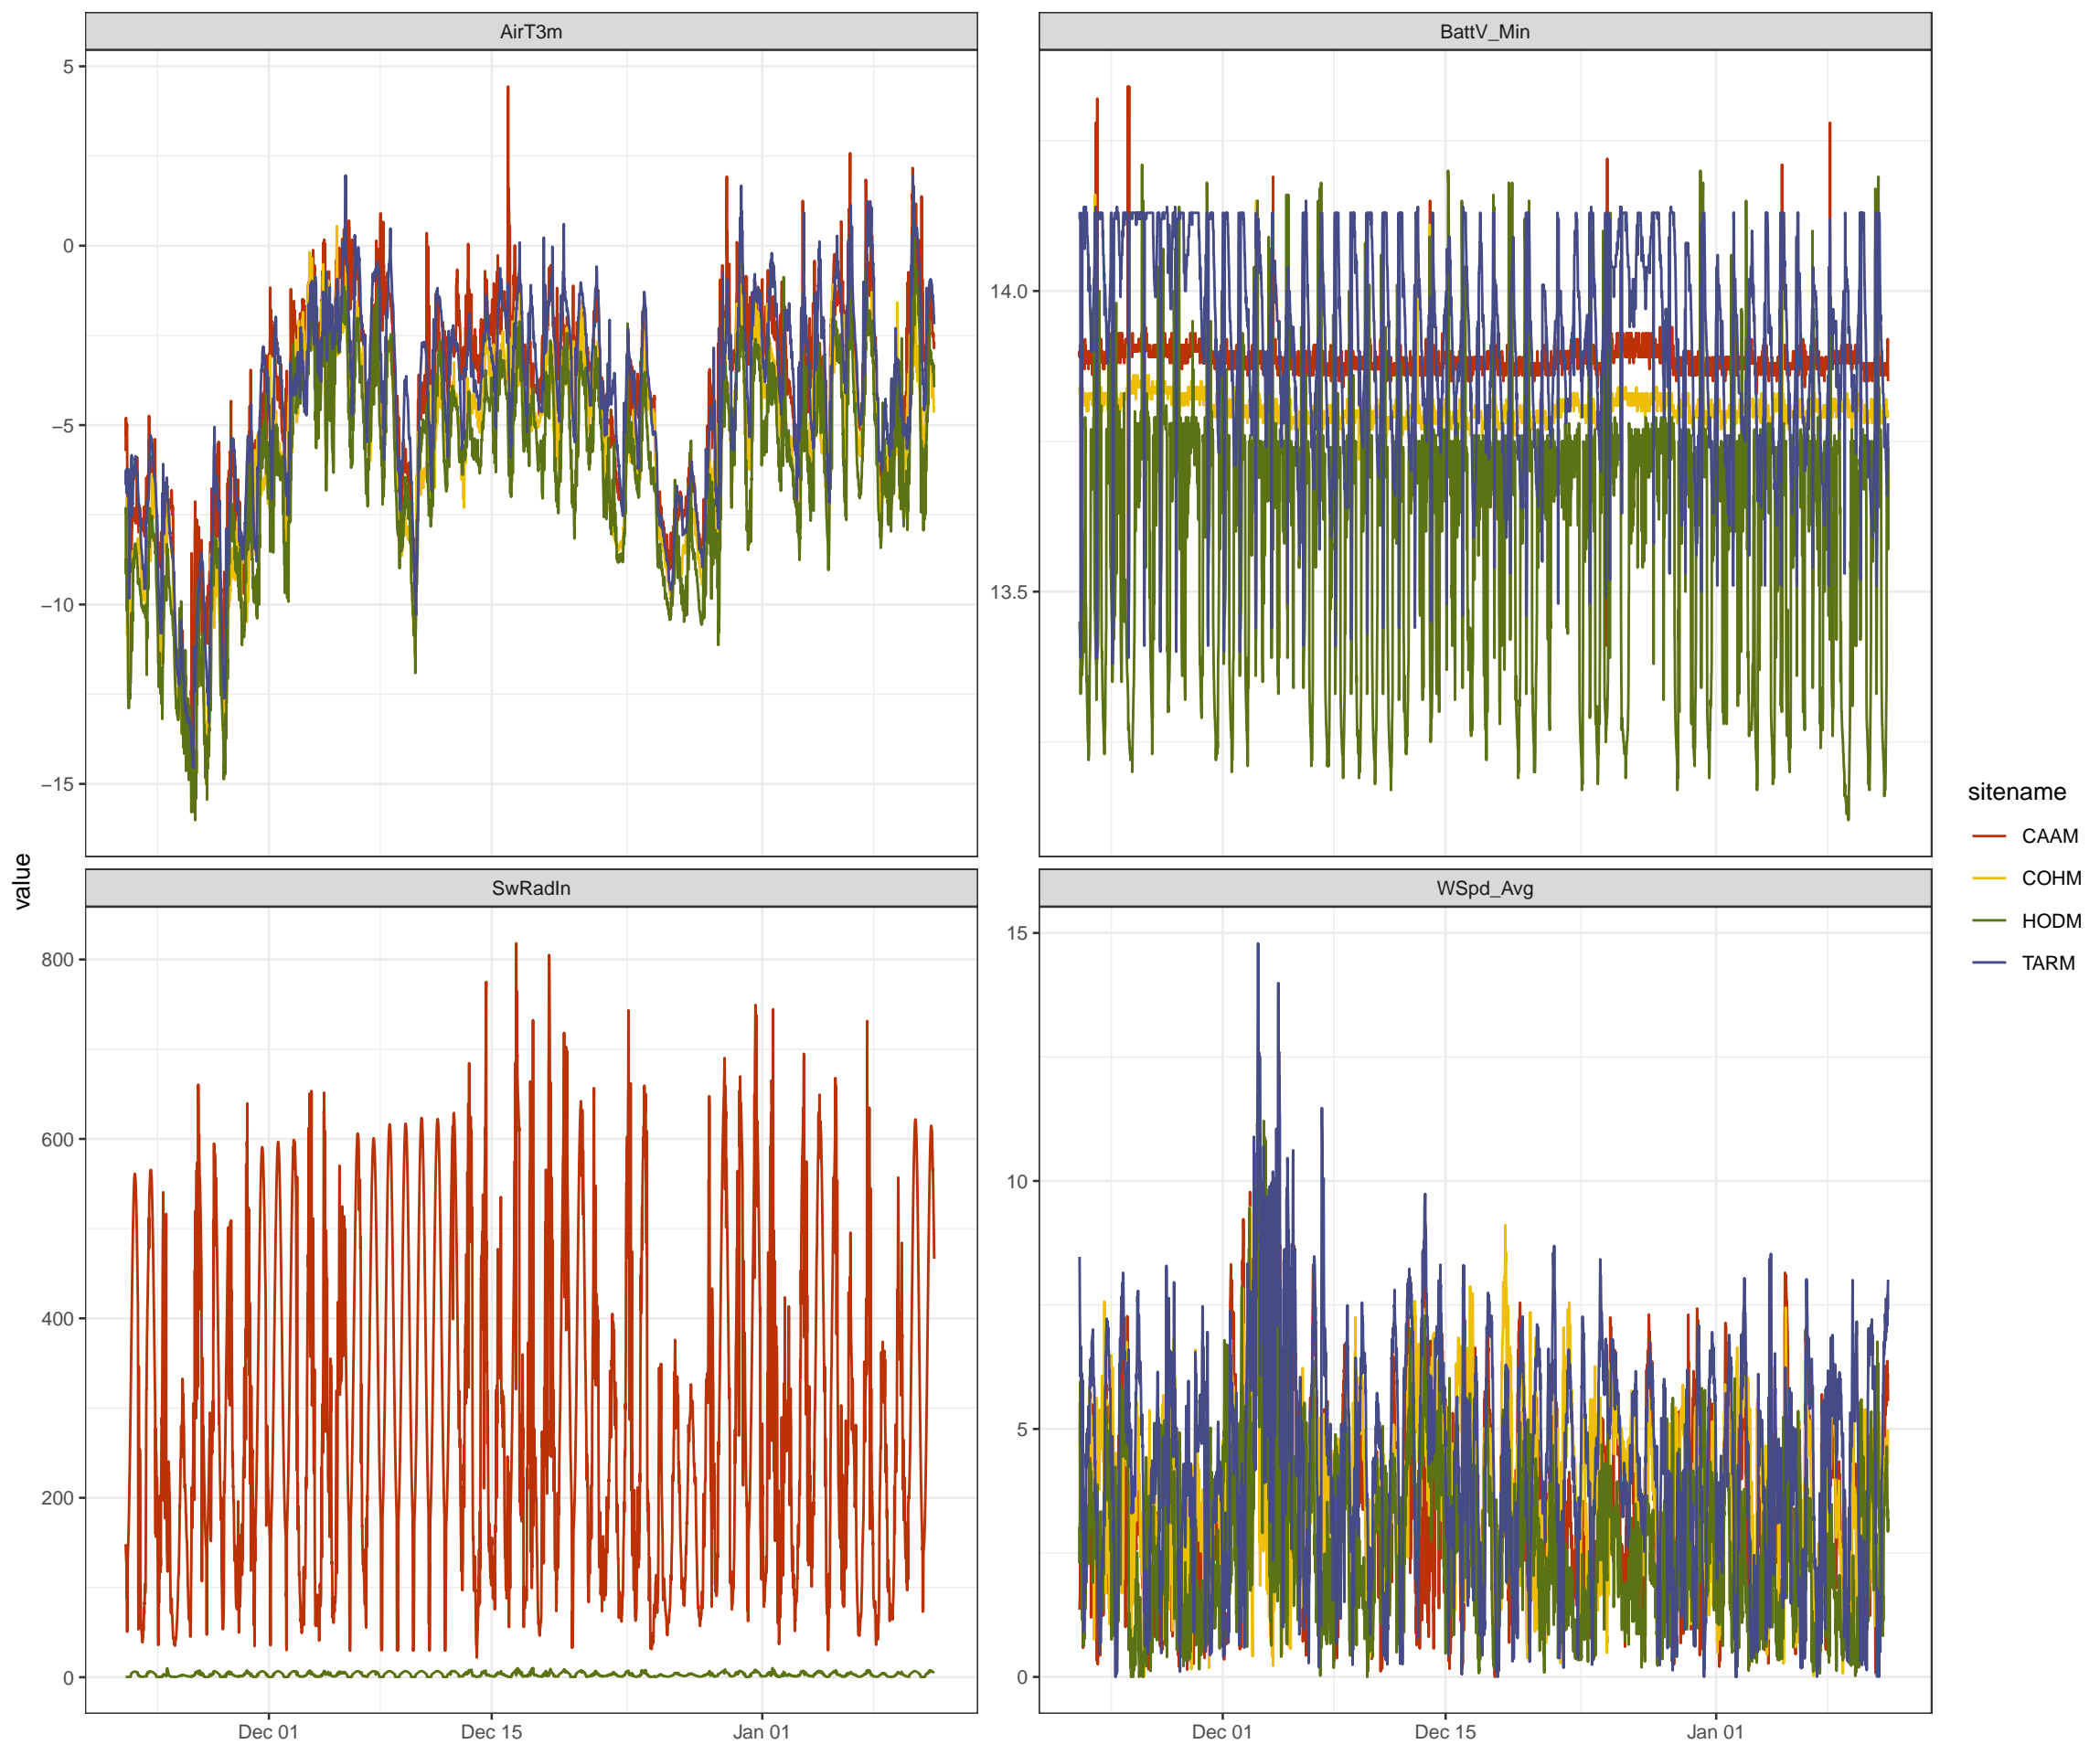 AirT3m
BattV_Min
5
0
−5
−10
−15
14.0
13.5
SwRadIn
WSpd_Avg
800
600
400
200
0
15
10
5
0
Dec 01
Dec 15
Jan 01
Dec 01
Dec 15
Jan 01
value
sitename
CAAM
COHM
HODM
TARM